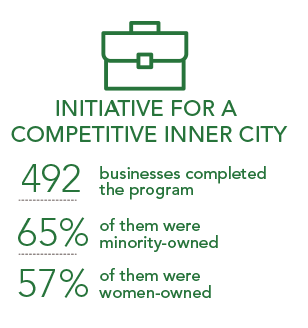 INITIATIVE FOR A
COMPETITIVE INNER CITY
492 businesses completed
the program
65% of them were
minority-owned
57% of them were
women-owned